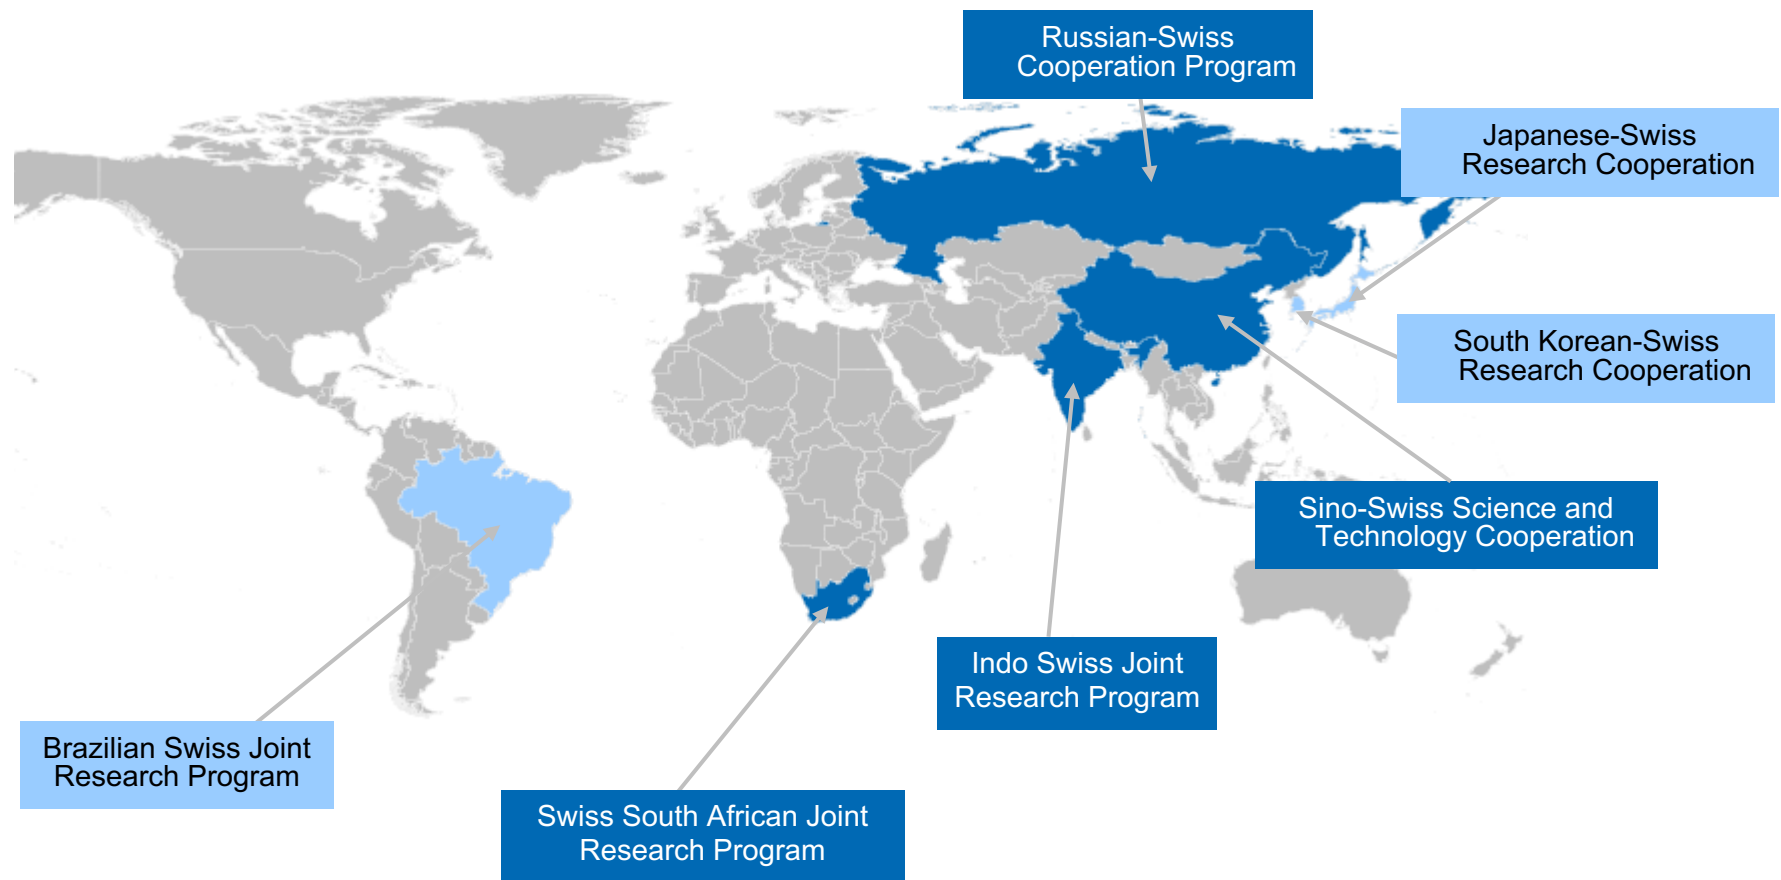 Russian-Swiss
Cooperation Program
Japanese-Swiss
Research Cooperation
South Korean-Swiss
Research Cooperation
Sino-Swiss Science and
Technology Cooperation
Indo Swiss Joint
Research Program
Brazilian Swiss Joint
Research Program
Swiss South African Joint
Research Program